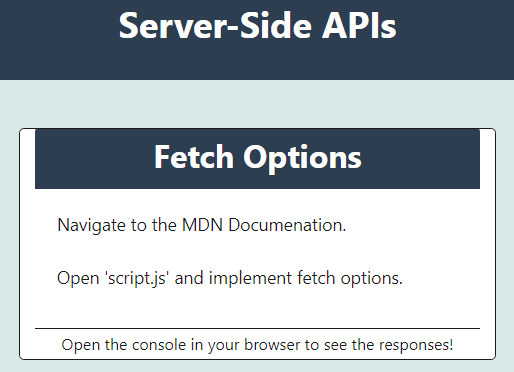 Server-Side APIs
Fetch Options
Navigate to the MDN Documenation.
Open 'script.js' and implement fetch options.
Open the console in your browser to see the responses!